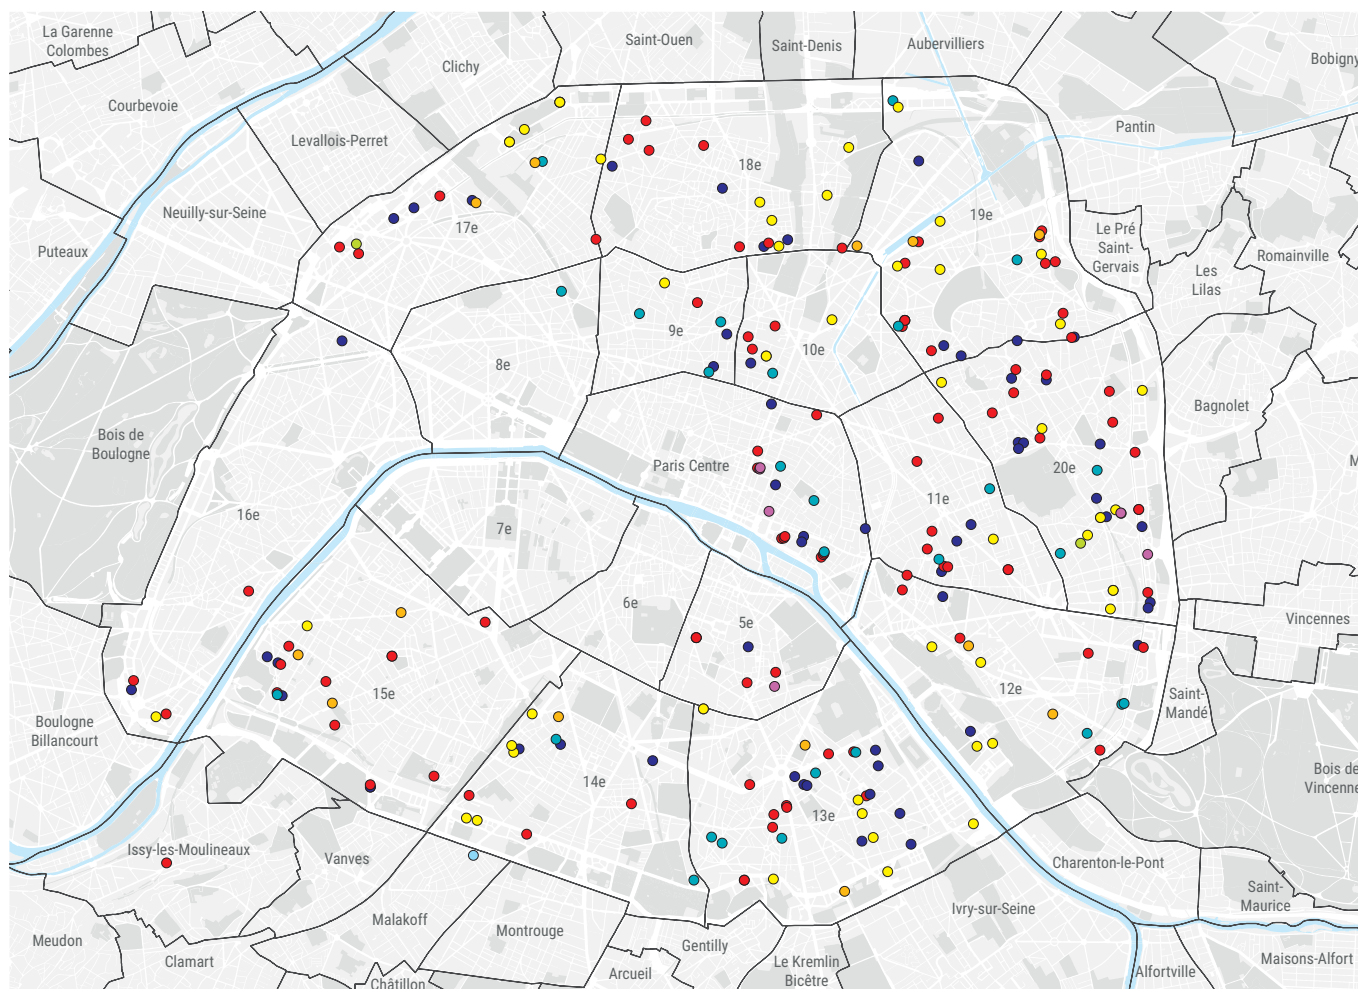 La Garenne
Colombes
Saint-Ouen
Saint-Denis
Aubervilliers
Bobigny
Clichy
Courbevoie
Levallois-Perret
Pantin
18e
Neuilly-sur-Seine
17e
19e
Puteaux
Le Pré
Saint-
Gervais
Romainville
Les
Lilas
9e
10e
8e
Bagnolet
Bois de
Boulogne
Paris Centre
20e
M
11e
16e
7e
6e
5e
Vincennes
15e
12e
Saint-
Mandé
Boulogne
Billancourt
14e
Bois de
Vincenne
13e
Issy-les-Moulineaux
Vanves
Charenton-le-Pont
Saint-
Maurice
Malakoff
Ivry-sur-Seine
Montrouge
Meudon
Gentilly
Clamart
Le Kremlin
Bicêtre
Maisons-Alfort
Arcueil
Alfortville
Châtillon